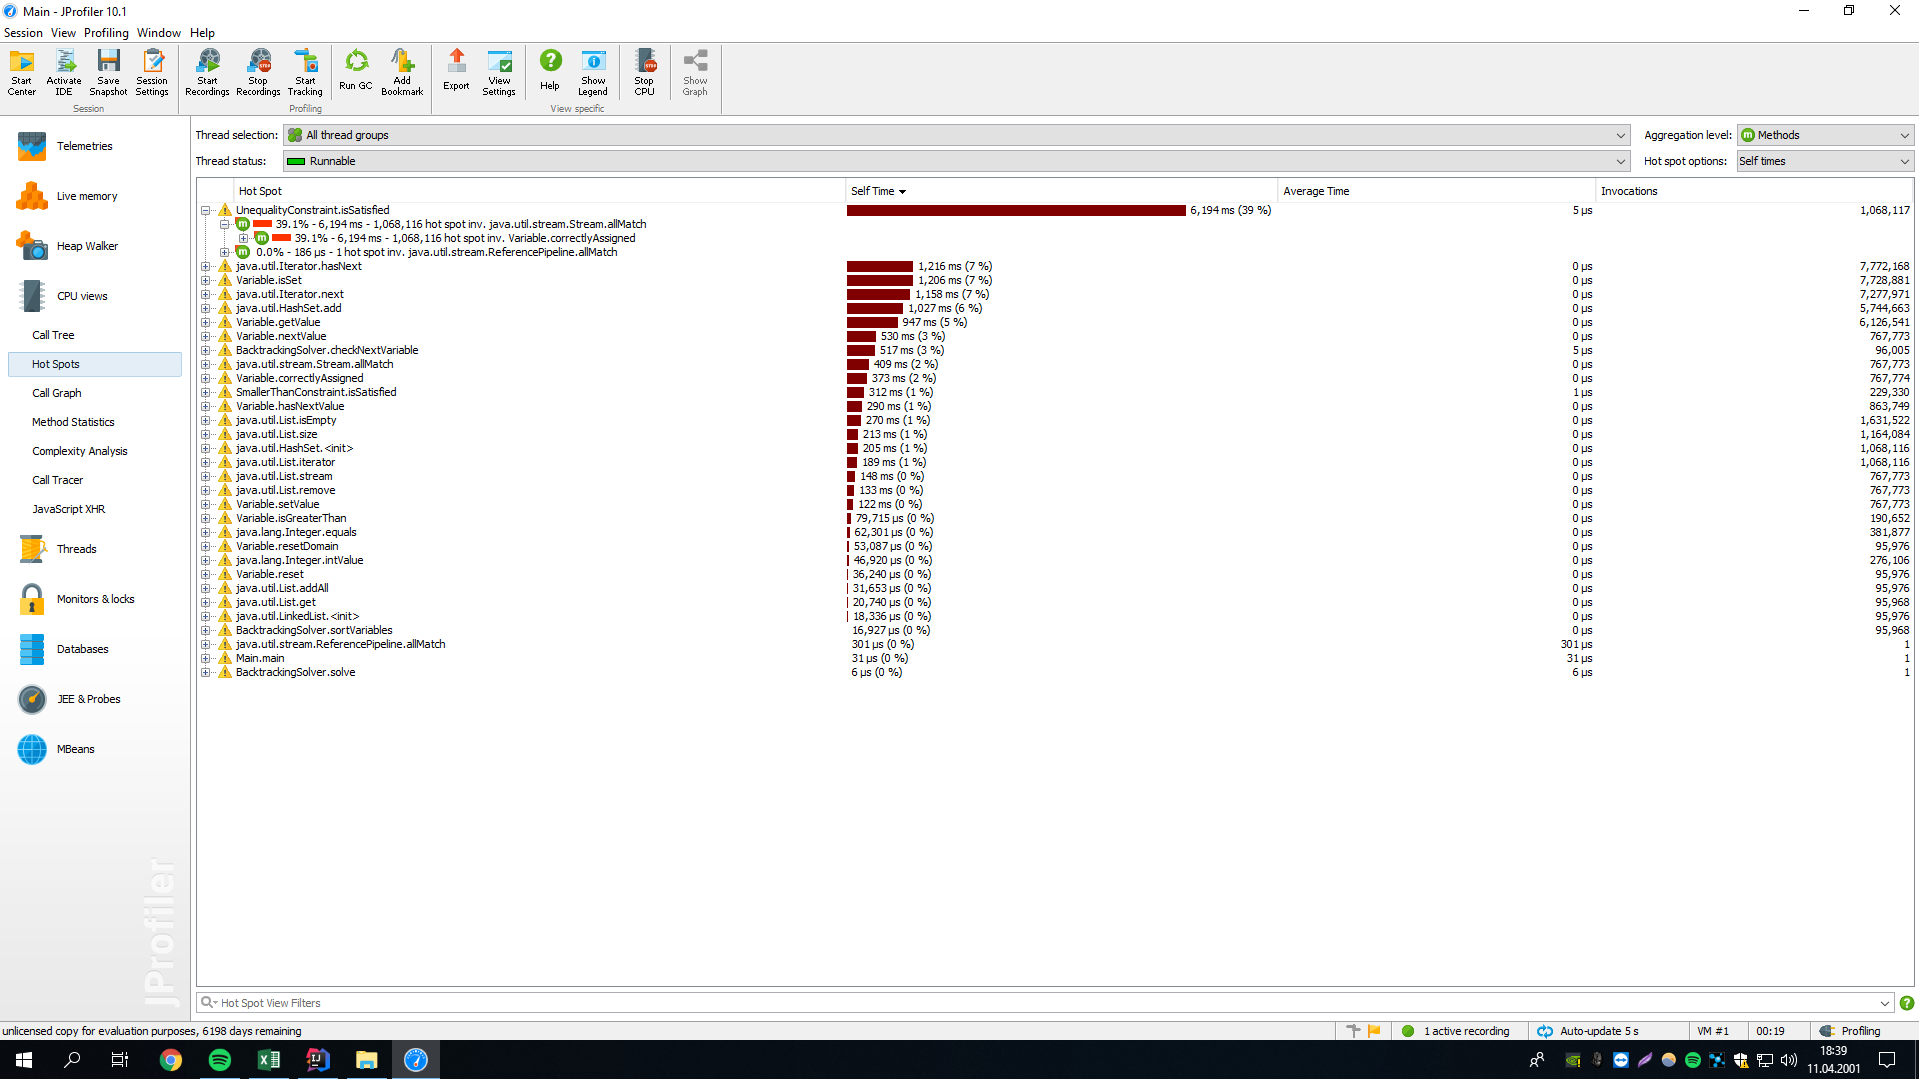 Main - JProfiler 10.1
Session View Profiling Window Help
Start Center
Activate IDE
Save Snapshot
Session Settings
Start Recordings
Stop Recordings
Start Tracking
Run GC
Add Bookmark
Export
View Settings
Help
Show Legend
Stop CPU
Show Graph
Session
Profiling
View specific
Telemetries
Live memory
Heap Walker
CPU views
Call Tree
Hot Spots
Call Graph
Method Statistics
Complexity Analysis
Call Tracer
JavaScript XHR
Threads
Monitors & locks
Databases
JEE & Probes
MBeans
JProfiler
Thread selection: All thread groups Aggregation level: m Methods
Thread status: Runnable Hot spot options: Self times
Hot Spot Self Time Average Time Invocations
UnequalityConstraint.isSatisfied 6,194 ms (39 %) 5 µs 1,068,117
m 39.1% - 6,194 ms - 1,068,116 hot spot inv. java.util.stream.Stream.allMatch
m 39.1% - 6,194 ms - 1,068,116 hot spot inv. Variable.correctlyAssigned
m 0.0% - 186 µs - 1 hot spot inv. java.util.stream.ReferencePipeline.allMatch
java.util.Iterator.hasNext 1,216 ms (7 %) 0 µs 7,772,168
Variable.isSet 1,206 ms (7 %) 0 µs 7,728,881
java.util.Iterator.next 1,158 ms (7 %) 0 µs 7,277,971
java.util.HashSet.add 1,027 ms (6 %) 0 µs 5,744,663
Variable.getValue 947 ms (5 %) 0 µs 6,126,541
Variable.nextValue 530 ms (3 %) 0 µs 767,773
BacktrackingSolver.checkNextVariable 517 ms (3 %) 5 µs 96,005
java.util.stream.Stream.allMatch 409 ms (2 %) 0 µs 767,773
Variable.correctlyAssigned 373 ms (2 %) 0 µs 767,774
SmallerThanConstraint.isSatisfied 312 ms (1 %) 1 µs 229,330
Variable.hasNextValue 290 ms (1 %) 0 µs 863,749
java.util.List.isEmpty 270 ms (1 %) 0 µs 1,631,522
java.util.List.size 213 ms (1 %) 0 µs 1,164,084
java.util.HashSet.<init> 205 ms (1 %) 0 µs 1,068,116
java.util.List.iterator 189 ms (1 %) 0 µs 1,068,116
java.util.List.stream 148 ms (0 %) 0 µs 767,773
java.util.List.remove 133 ms (0 %) 0 µs 767,773
Variable.setValue 122 ms (0 %) 0 µs 767,773
Variable.isGreaterThan 79,715 µs (0 %) 0 µs 190,652
java.lang.Integer.equals 62,301 µs (0 %) 0 µs 381,877
Variable.resetDomain 53,087 µs (0 %) 0 µs 95,976
java.lang.Integer.intValue 46,920 µs (0 %) 0 µs 276,106
Variable.reset 36,240 µs (0 %) 0 µs 95,976
java.util.List.addAll 31,653 µs (0 %) 0 µs 95,976
java.util.List.get 20,740 µs (0 %) 0 µs 95,968
java.util.LinkedList.<init> 18,336 µs (0 %) 0 µs 95,976
BacktrackingSolver.sortVariables 16,927 µs (0 %) 0 µs 95,968
java.util.stream.ReferencePipeline.allMatch 301 µs (0 %) 301 µs 1
Main.main 31 µs (0 %) 31 µs 1
BacktrackingSolver.solve 6 µs (0 %) 6 µs 1
Hot Spot View Filters
unlicensed copy for evaluation purposes, 6198 days remaining
1 active recording Auto-update 5 s VM #1 00:19 Profiling
18:39
11.04.2001